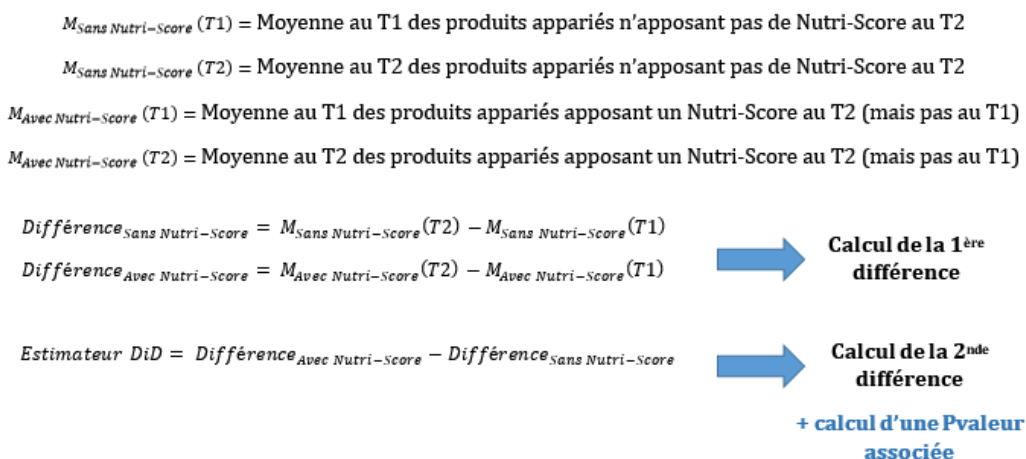 M_Sans Nutri−Score (T1) = Moyenne au T1 des produits appariés n’apposant pas de Nutri-Score au T2
M_Sans Nutri−Score (T2) = Moyenne au T2 des produits appariés n’apposant pas de Nutri-Score au T2
M_Avec Nutri−Score (T1) = Moyenne au T1 des produits appariés apposant un Nutri-Score au T2 (mais pas au T1)
M_Avec Nutri−Score (T2) = Moyenne au T2 des produits appariés apposant un Nutri-Score au T2 (mais pas au T1)
Différence_Sans Nutri−Score = M_Sans Nutri−Score(T2) − M_Sans Nutri−Score(T1)
Différence_Avec Nutri−Score = M_Avec Nutri−Score(T2) − M_Avec Nutri−Score(T1)
Calcul de la 1ère
différence
Estimateur DiD = Différence_Avec Nutri−Score − Différence_Sans Nutri−Score
Calcul de la 2nde
différence
+ calcul d’une Pvaleur
associée